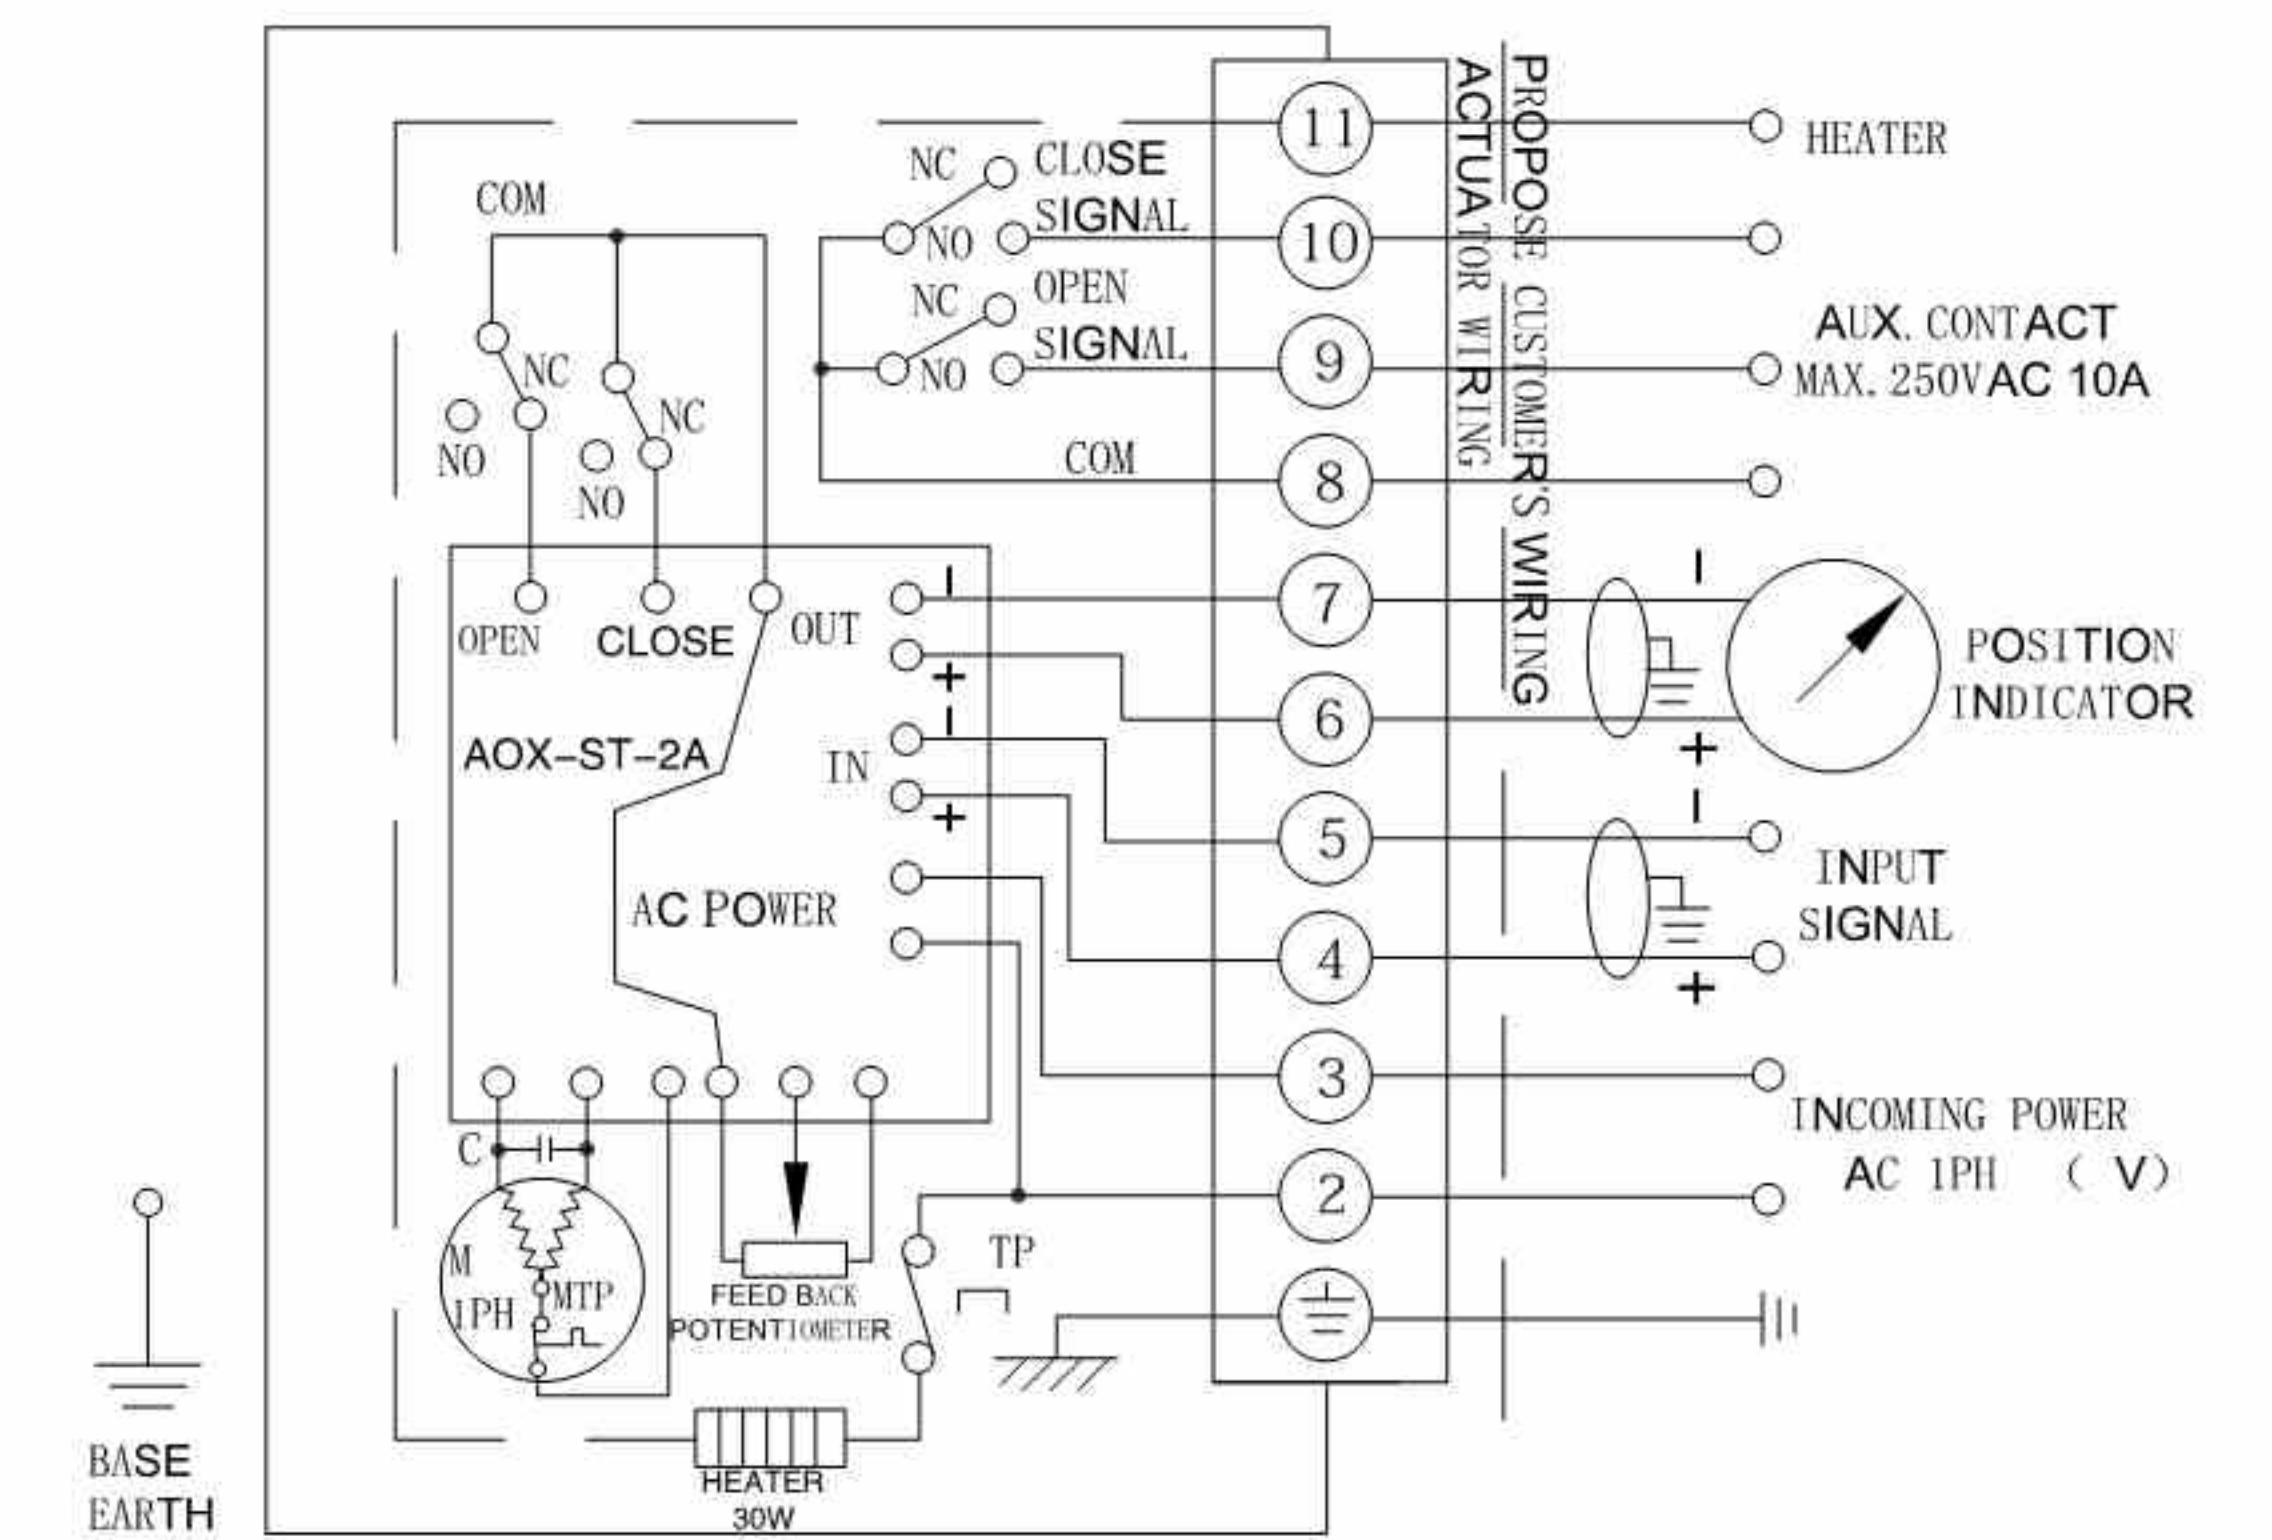 11
HEATER
NC
CLOSE
SIGNAL
COM
NO
10
NC
OPEN
SIGNAL
NO
9
AUX. CONTACT
MAX. 250VAC 10A
NC
NO
NC
NO
COM
8
PROPOSE CUSTOMER'S WIRING
ACTUATOR WIRING
OPEN
CLOSE
OUT
−
+
7
6
−
+
POSITION
INDICATOR
AOX-ST-2A
IN
−
+
5
4
−
+
INPUT
SIGNAL
AC POWER
3
2
INCOMING POWER
AC 1PH ( V)
C
M
1PH
MTP
TP
FEED BACK
POTENTIOMETER
HEATER
30W
BASE
EARTH